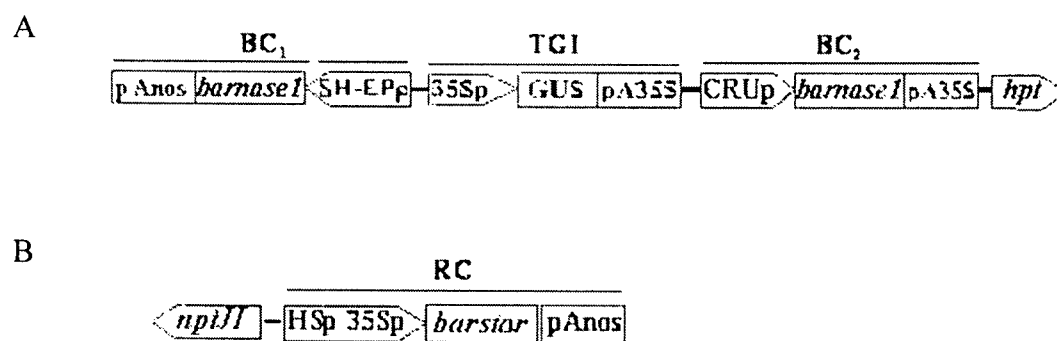 A
BC₁ TGI BC₂
pAnos barnase1 SH-EPp 35Sp GUS pA35S CRUp barnase1 pA35S hpt
B
RC
nptII HSp 35Sp barstar pAnos